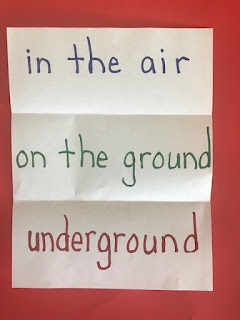 in the air
on the ground
underground